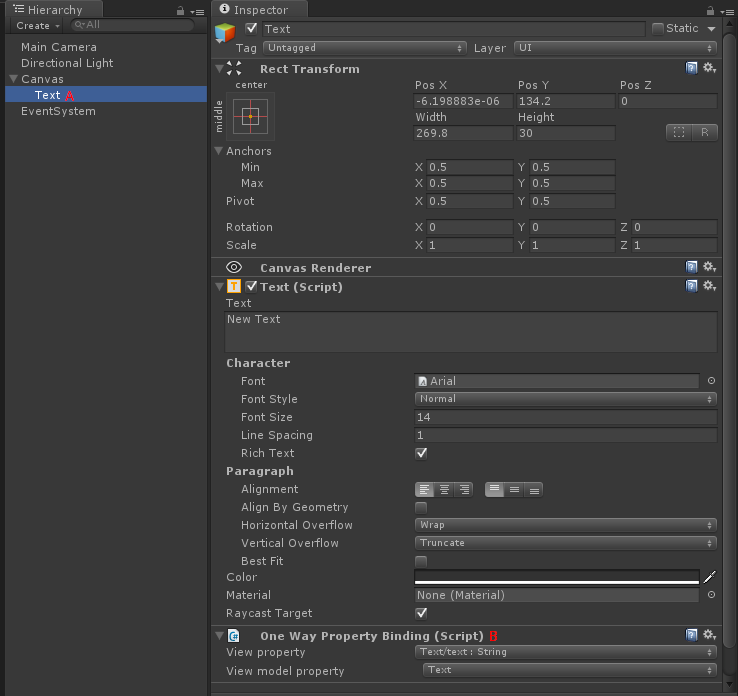 Hierarchy
Create
All
Main Camera
Directional Light
Canvas
Text A
EventSystem
Inspector
Text
Static
Tag Untagged Layer UI
Rect Transform
center
middle
Pos X Pos Y Pos Z
-6.198883e-06 134.2 0
Width Height
269.8 30
R
Anchors
Min X 0.5 Y 0.5
Max X 0.5 Y 0.5
Pivot X 0.5 Y 0.5
Rotation X 0 Y 0 Z 0
Scale X 1 Y 1 Z 1
Canvas Renderer
T Text (Script)
Text
New Text
Character
Font Arial
Font Style Normal
Font Size 14
Line Spacing 1
Rich Text
Paragraph
Alignment
Align By Geometry
Horizontal Overflow Wrap
Vertical Overflow Truncate
Best Fit
Color
Material None (Material)
Raycast Target
C# One Way Property Binding (Script) B
View property Text/text : String
View model property Text